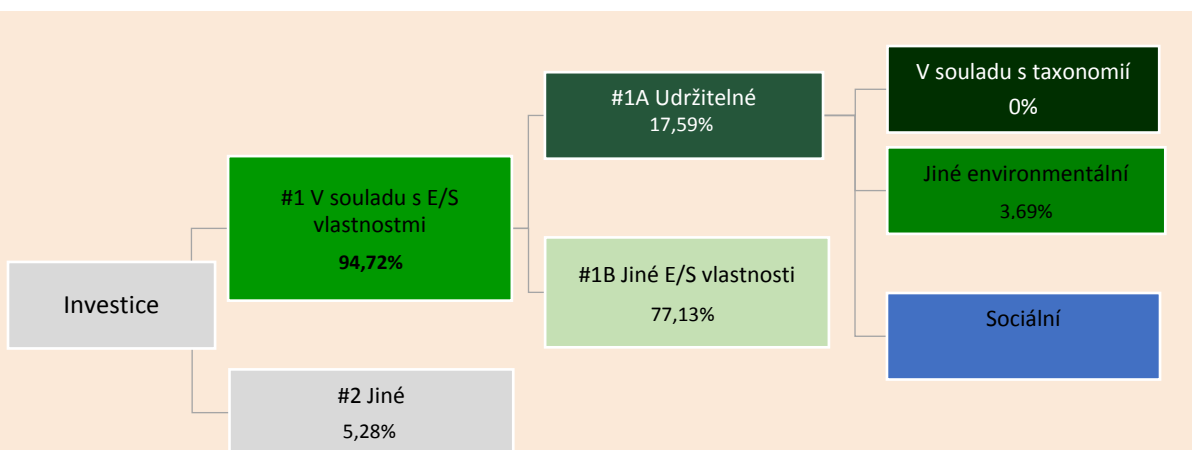 Investice
#1 V souladu s E/S
vlastnostmi
94,72%
#2 Jiné
5,28%
#1A Udržitelné
17,59%
#1B Jiné E/S vlastnosti
77,13%
V souladu s taxonomií
0%
Jiné environmentální
3,69%
Sociální